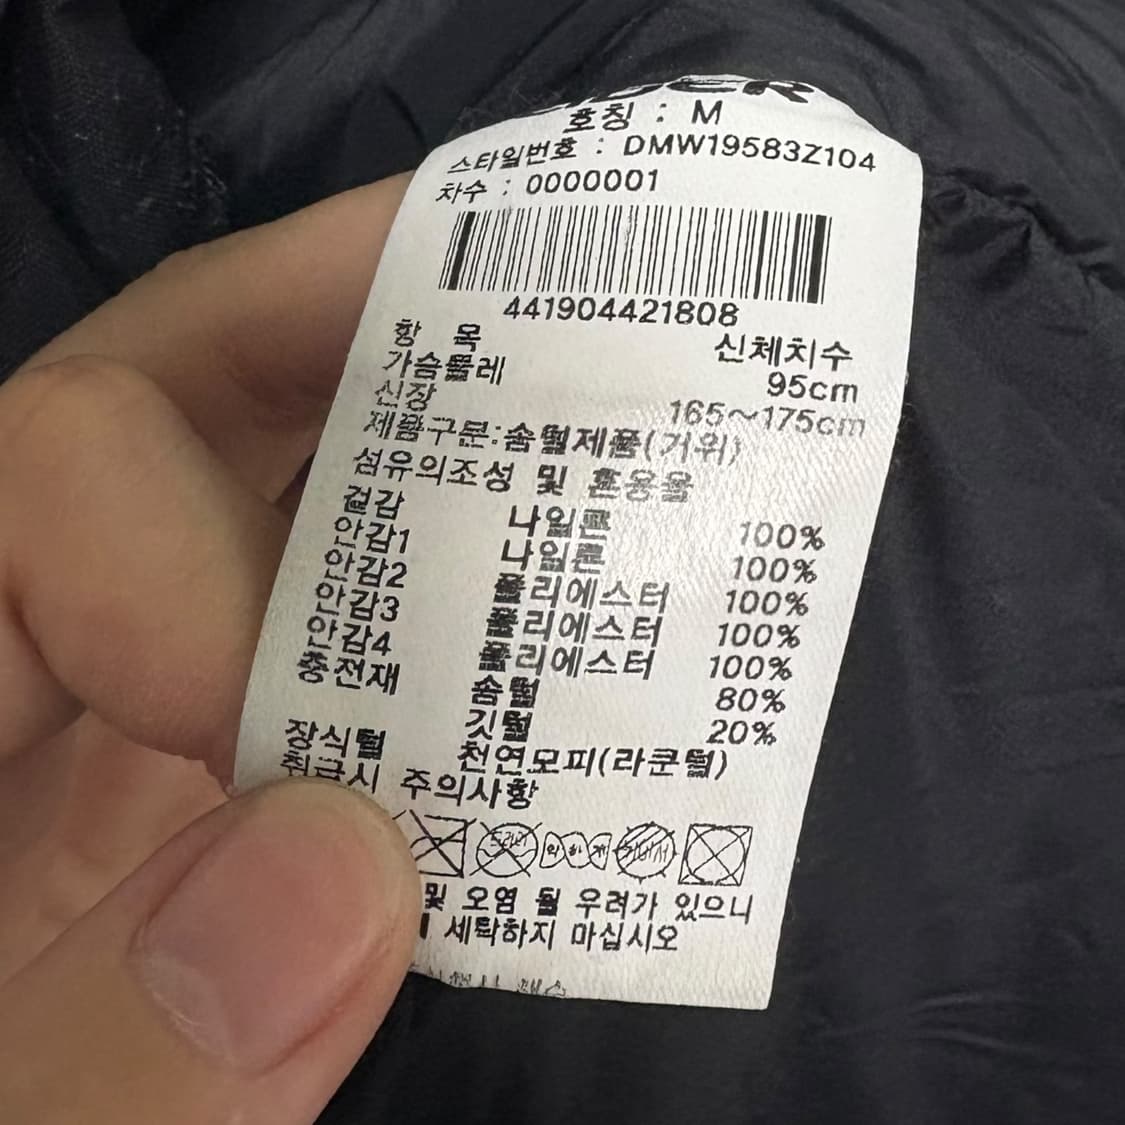 호칭 : M
스타일번호 : DMW19583Z104
차수 : 0000001
441904421808
항 목 신체치수
가슴둘레 95cm
신장 165~175cm
제품구분:솜털제품(거위)
섬유의조성 및 혼용율
겉감 나일론 100%
안감1 나일론 100%
안감2 폴리에스터 100%
안감3 폴리에스터 100%
안감4 폴리에스터 100%
충전재 솜털 80%
깃털 20%
장식털 천연모피(라쿤털)
취급시 주의사항
드라이 약하게
및 오염 될 우려가 있으니
세탁하지 마십시오